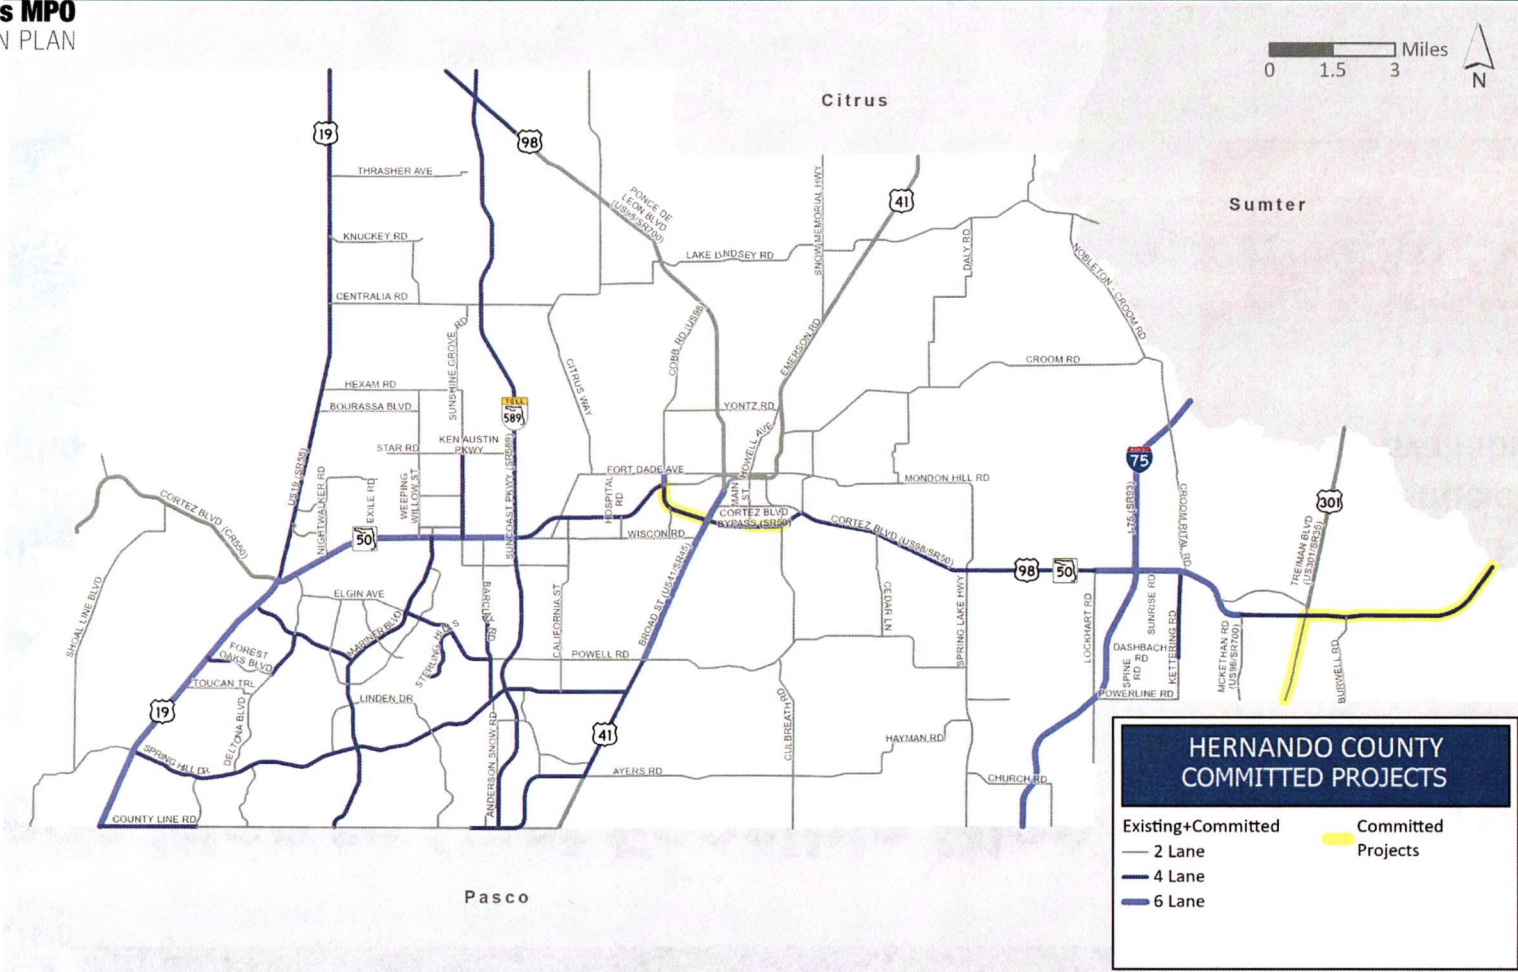 s MPO
N PLAN
Miles
0 1.5 3
N
Citrus
Sumter
19
98
THRASHER AVE
PONCE DE
LEON BLVD
(US98/SR700)
SNOW MEMORIAL HWY
41
KNUCKEY RD
LAKE LINDSEY RD
DALY RD
NOBLETON - CROOM RD
CENTRALIA RD
SUNSHINE GROVE RD
COBB RD (US98)
EMERSON RD
CITRUS WAY
CROOM RD
HEXAM RD
BOURASSA BLVD
TOLL
589
YONTZ RD
HOWELL AVE
STAR RD
KEN AUSTIN
PKWY
US19 (SR55)
NIGHTWALKER RD
EXILE RD
WEEPING
WILLOW ST
SUNCOAST PKWY (SR589)
FORT DADE AVE
HOSPITAL
RD
MAIN
ST
MONDON HILL RD
75
I-75 (SR93)
CROOM RITAL RD
301
TREIMAN BLVD
(US301/SR35)
CORTEZ BLVD (CR550)
50
WISCON RD
CORTEZ BLVD
BYPASS (SR50)
CORTEZ BLVD (US98/SR50)
98
50
SHOAL LINE BLVD
ELGIN AVE
MARINER BLVD
STERLING HILLS
BARCLAY RD
CALIFORNIA ST
BROAD ST (US41/SR45)
CEDAR LN
SPRING LAKE HWY
LOCKHART RD
SUNRISE RD
DASHBACH
RD
SPINE
RD
KETTERING RD
MCKETHAN RD
(US98/SR700)
BURWELL RD
FOREST
OAKS BLVD
POWELL RD
TOUCAN TRL
LINDEN DR
DELTONA BLVD
POWERLINE RD
19
41
CULBREATH RD
HAYMAN RD
SPRING HILL DR
ANDERSON SNOW RD
AYERS RD
CHURCH RD
COUNTY LINE RD
Pasco
HERNANDO COUNTY
COMMITTED PROJECTS
Existing+Committed
2 Lane
4 Lane
6 Lane
Committed
Projects